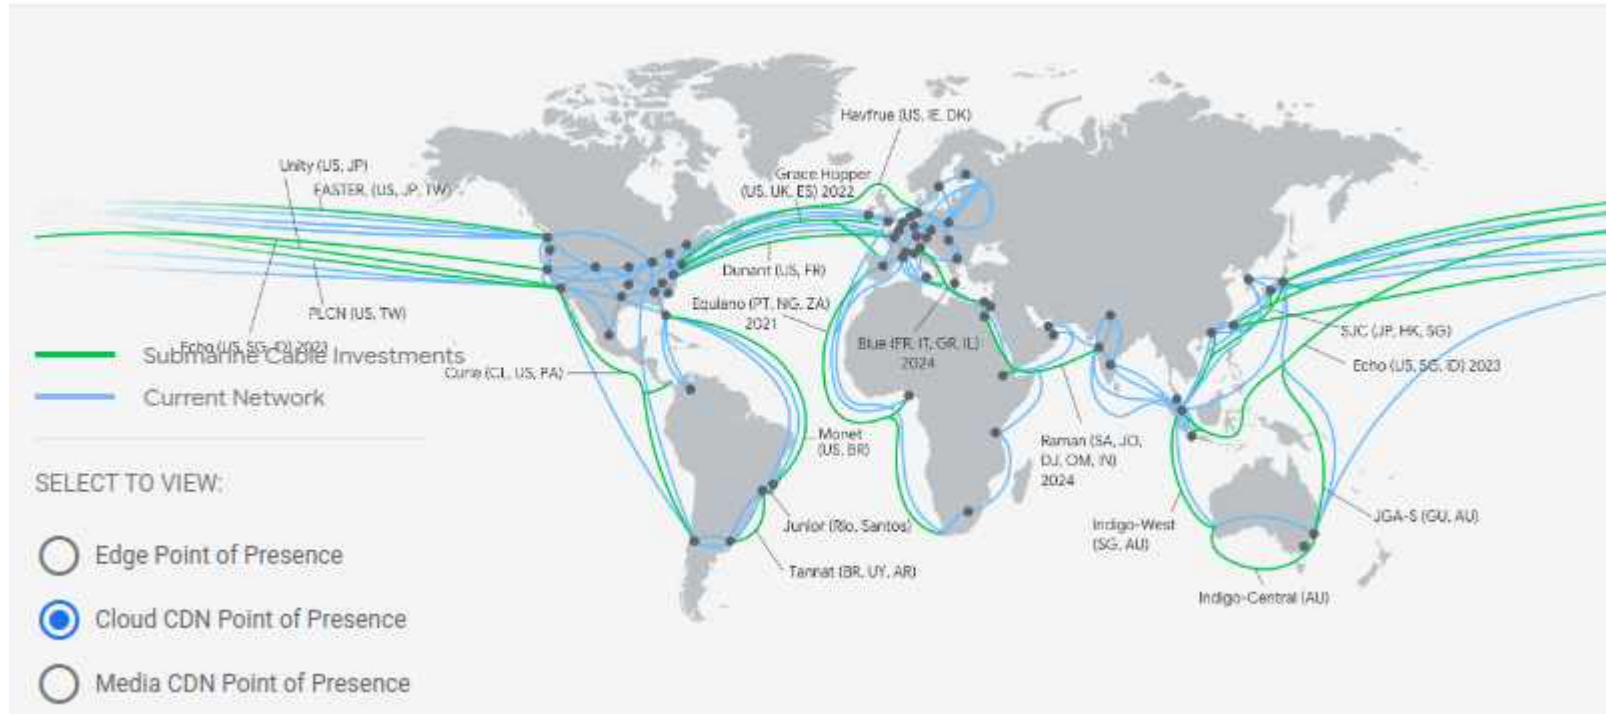 Havfrue (US, IE, DK)
Unity (US, JP)
FASTER, (US, JP, TW)
Grace Hopper
(US, UK, ES) 2022
Dunant (US, FR)
Equiano (PT, NG, ZA)
2021
PLCN (US, TW)
Echo (US, SG, ID) 2023
Blue (FR, IT, GR, IL)
2024
SJC (JP, HK, SG)
Echo (US, SG, ID) 2023
Submarine Cable Investments
Curie (CL, US, PA)
Current Network
Monet
(US, BR)
Raman (SA, JO,
DJ, OM, IN)
2024
SELECT TO VIEW:
Junior (Rio, Santos)
Indigo-West
(SG, AU)
JGA-S (GU, AU)
Edge Point of Presence
Tannat (BR, UY, AR)
Indigo-Central (AU)
Cloud CDN Point of Presence
Media CDN Point of Presence